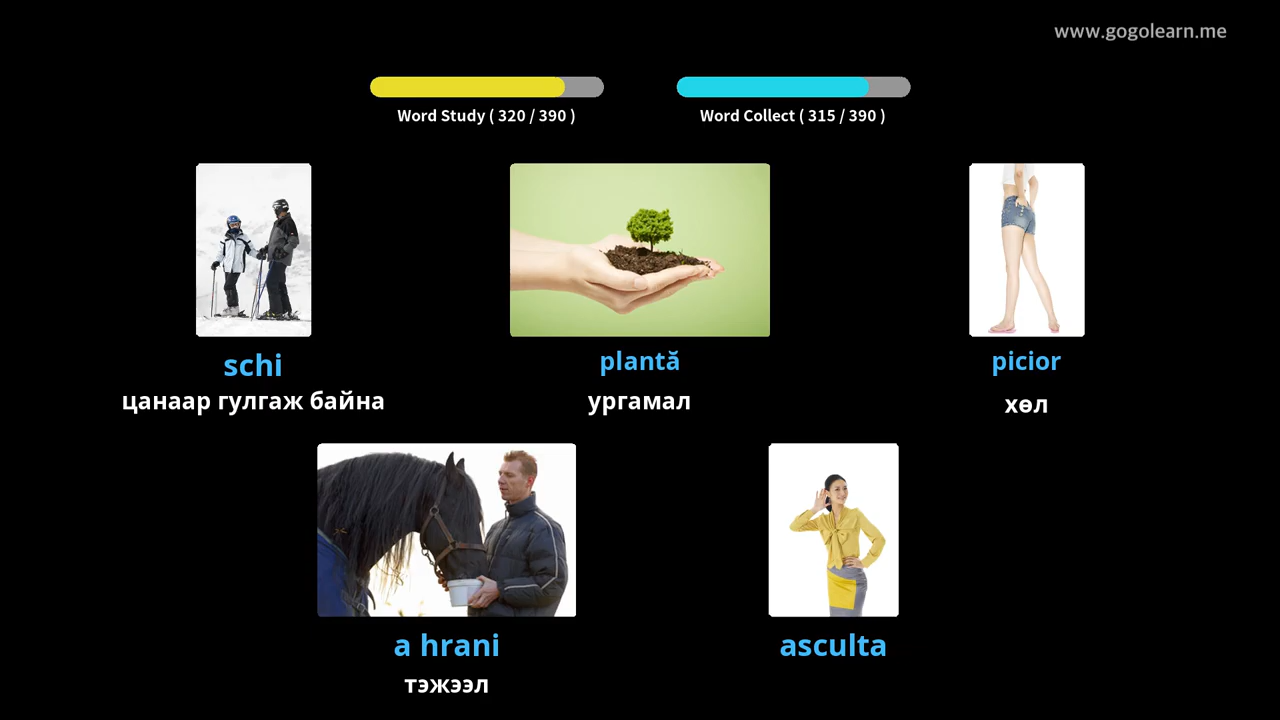 www.gogolearn.me
Word Study ( 320 / 390 )
Word Collect ( 315 / 390 )
schi
цанаар гулгаж байна
plantă
ургамал
picior
хөл
a hrani
тэжээл
asculta